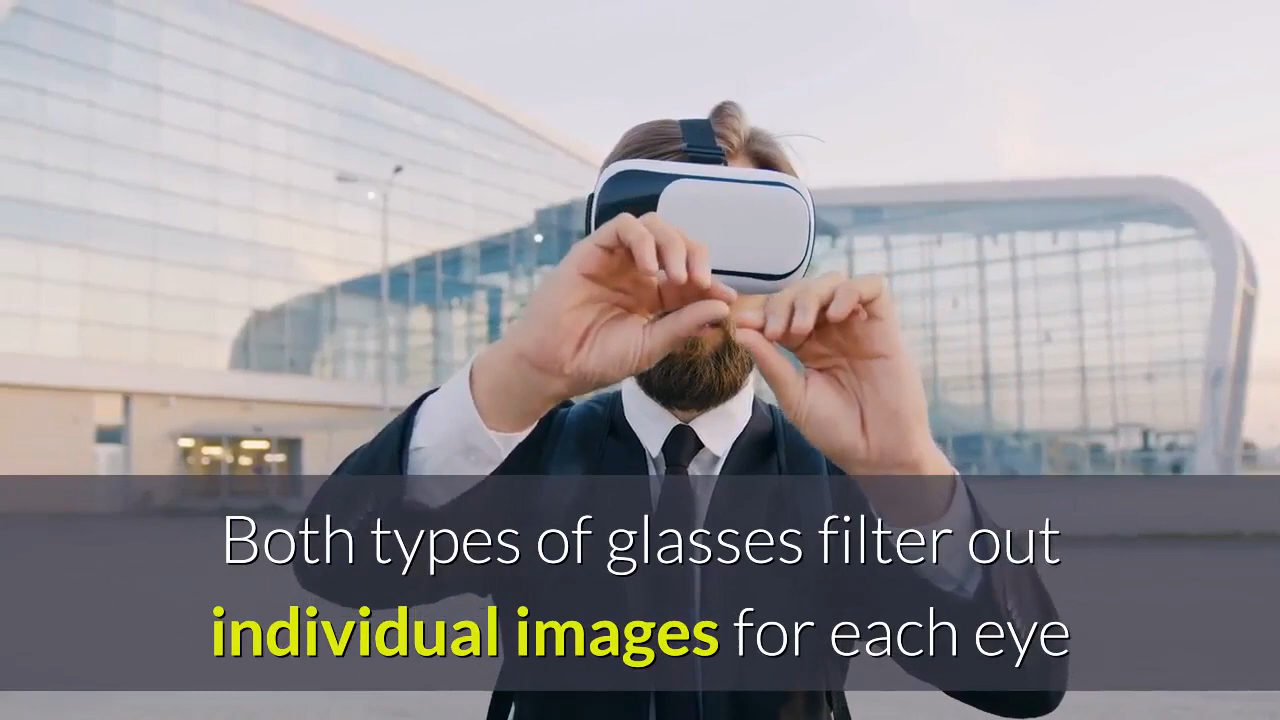 Both types of glasses filter out
individual images for each eye